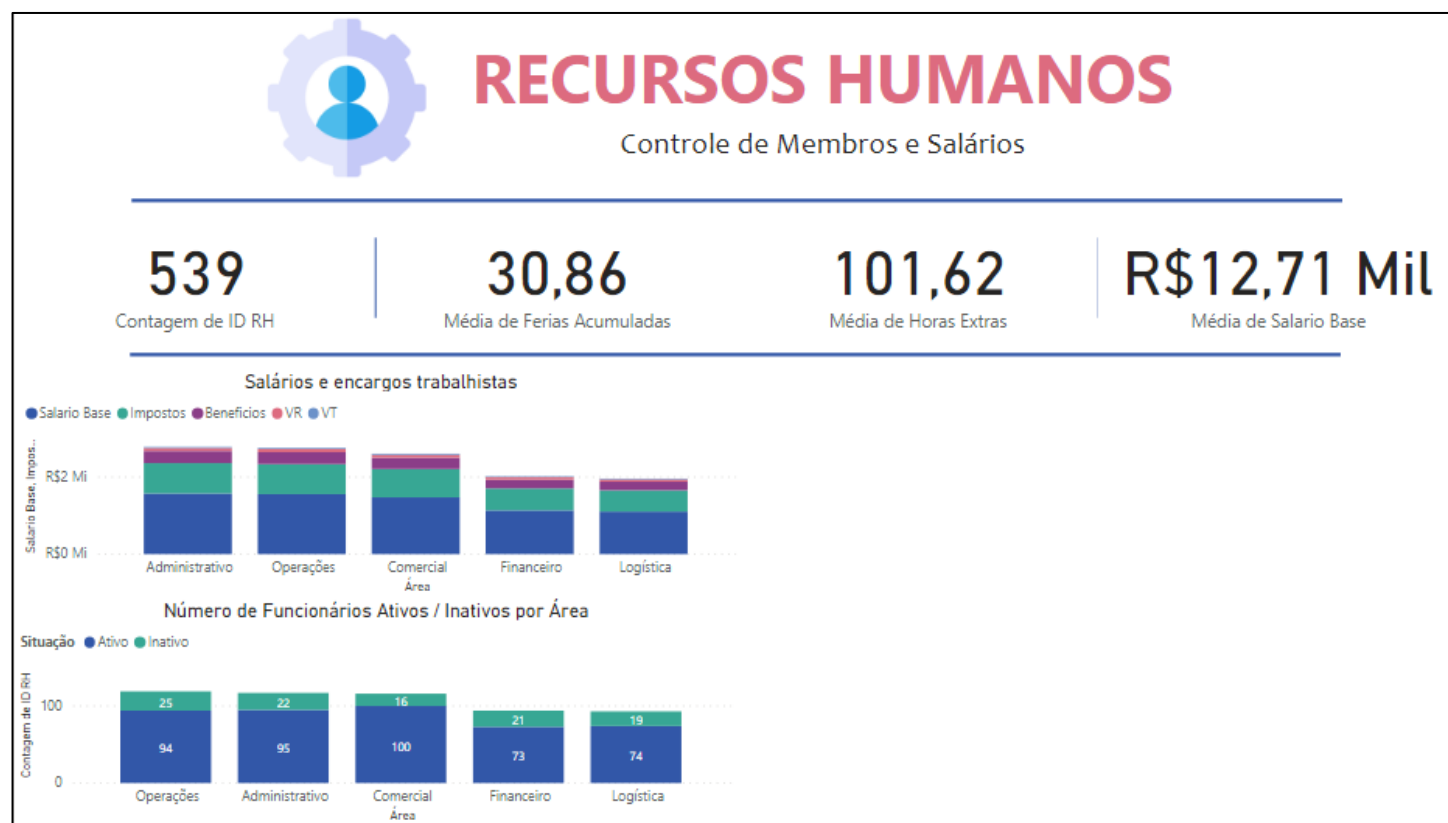 RECURSOS HUMANOS
Controle de Membros e Salários
539
Contagem de ID RH
30,86
Média de Ferias Acumuladas
101,62
Média de Horas Extras
R$12,71 Mil
Média de Salario Base
Salários e encargos trabalhistas
Salario Base Impostos Beneficios VR VT
Salario Base, Impos...
R$2 Mi
R$0 Mi
Administrativo Operações Comercial Financeiro Logística
Área
Número de Funcionários Ativos / Inativos por Área
Situação Ativo Inativo
Contagem de ID RH
100
0
25 22 16 21 19
94 95 100 73 74
Operações Administrativo Comercial Financeiro Logística
Área